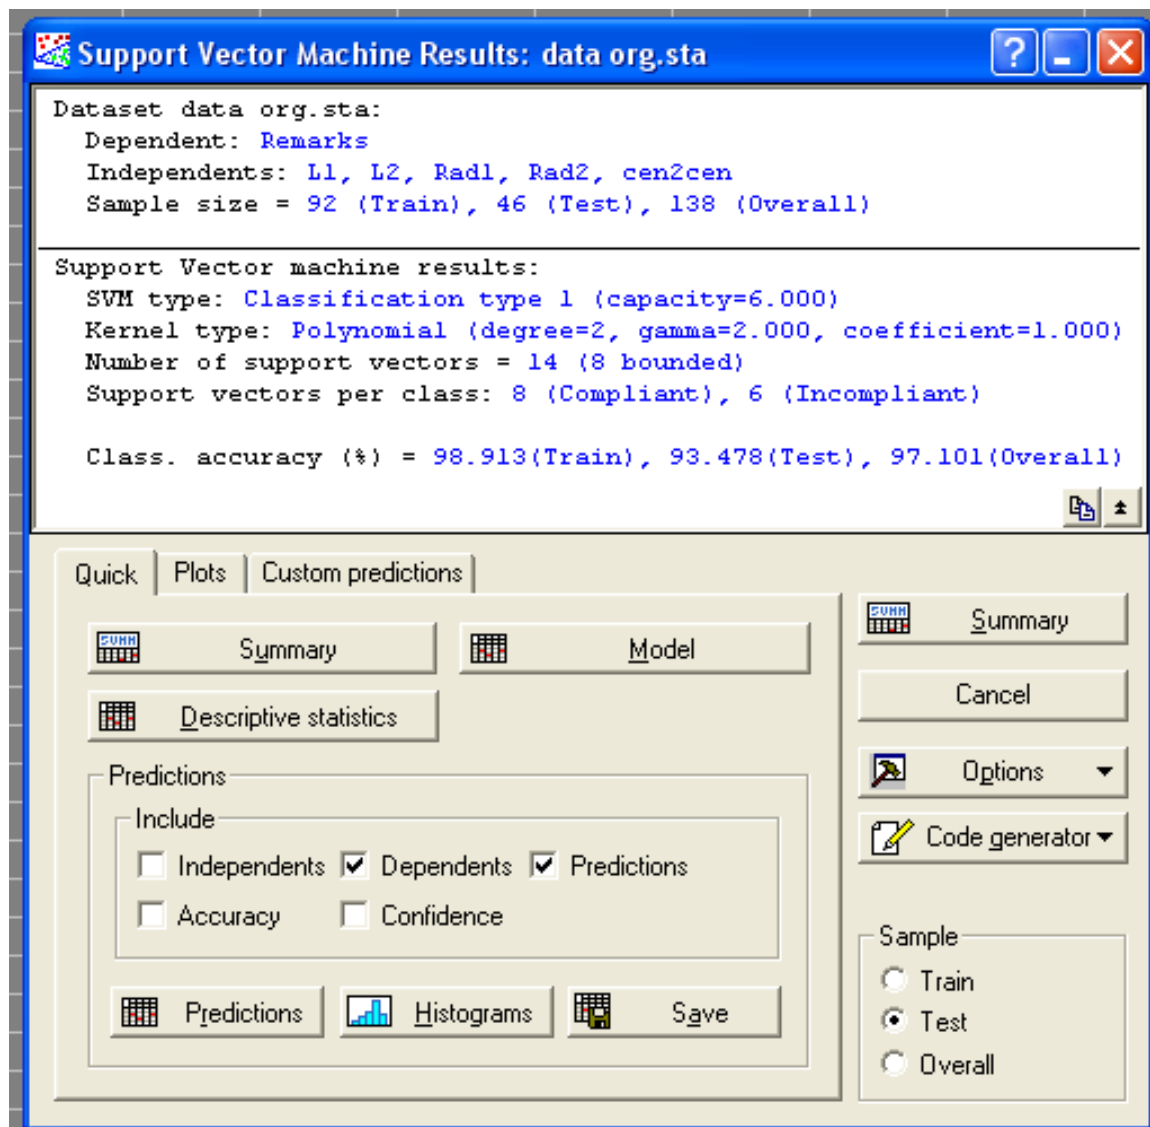 Support Vector Machine Results: data org.sta
Dataset data org.sta:
Dependent: Remarks
Independents: L1, L2, Rad1, Rad2, cen2cen
Sample size = 92 (Train), 46 (Test), 138 (Overall)
Support Vector machine results:
SVM type: Classification type 1 (capacity=6.000)
Kernel type: Polynomial (degree=2, gamma=2.000, coefficient=1.000)
Number of support vectors = 14 (8 bounded)
Support vectors per class: 8 (Compliant), 6 (Incompliant)
Class. accuracy (%) = 98.913(Train), 93.478(Test), 97.101(Overall)
Quick Plots Custom predictions
Summary Model
Descriptive statistics
Predictions
Include
Independents Dependents Predictions
Accuracy Confidence
Predictions Histograms Save
Summary
Cancel
Options
Code generator
Sample
Train
Test
Overall